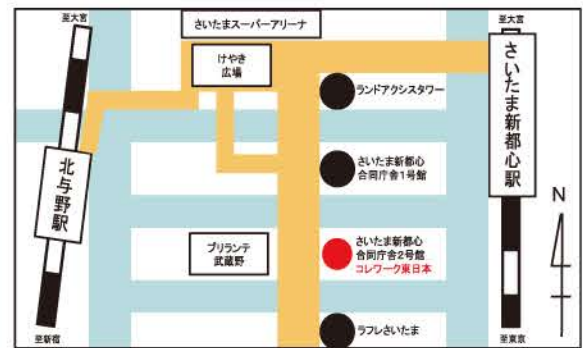 至大宮
さいたまスーパーアリーナ
至大宮
けやき
広場
さいたま新都心駅
ランドアクシスタワー
北与野駅
さいたま新都心
合同庁舎1号館
N
ブリランテ
武蔵野
さいたま新都心
合同庁舎2号館
コレワーク東日本
ラフレさいたま
至新宿
至東京